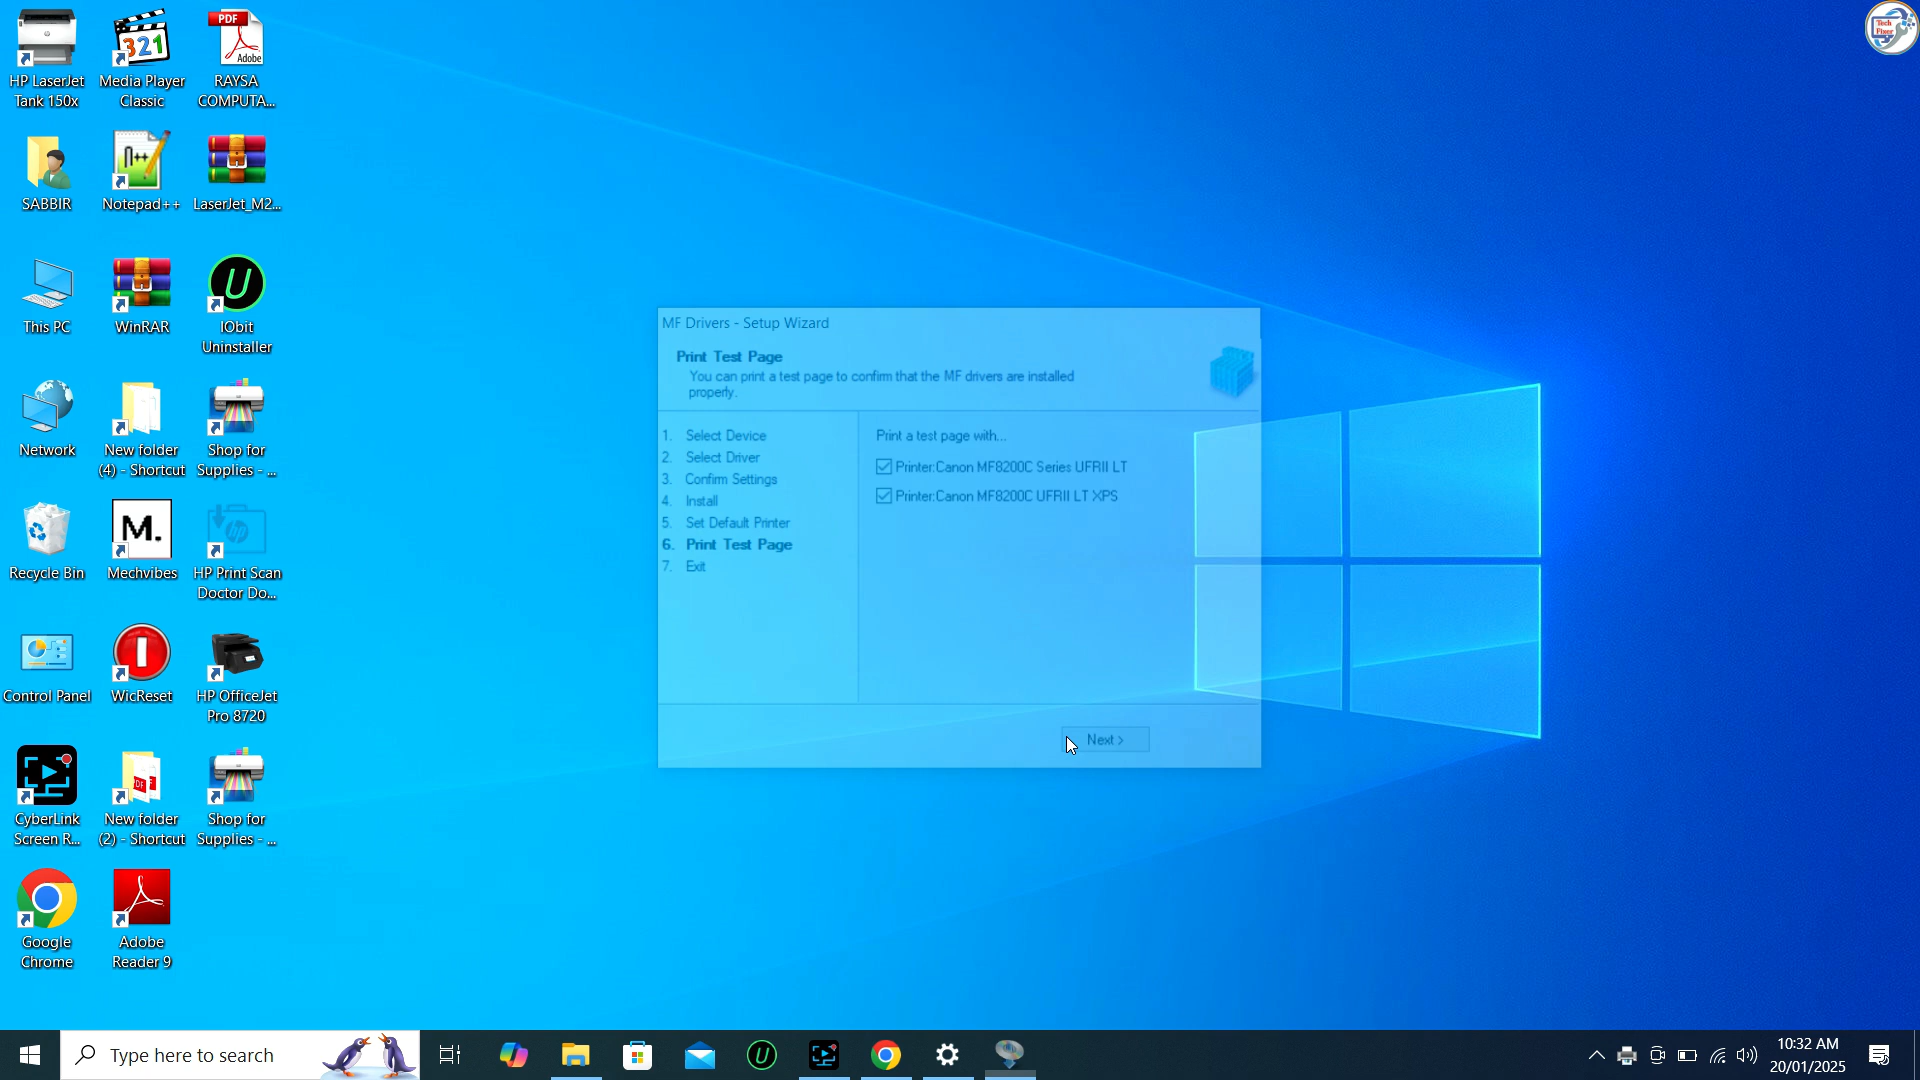 HP LaserJet
Tank 150x
Media Player
Classic
321
PDF
Adobe
RAYSA
COMPUTA...
Tech
Fixer
SABBIR
Notepad++
LaserJet_M2...
This PC
WinRAR
IObit
Uninstaller
Network
New folder
(4) - Shortcut
Shop for
Supplies - ...
Recycle Bin
M.
Mechvibes
HP Print Scan
Doctor Do...
Control Panel
WicReset
HP OfficeJet
Pro 8720
CyberLink
Screen R...
New folder
(2) - Shortcut
Shop for
Supplies - ...
Google
Chrome
Adobe
Reader 9
MF Drivers - Setup Wizard
Print Test Page
You can print a test page to confirm that the MF drivers are installed
properly.
1. Select Device
2. Select Driver
3. Confirm Settings
4. Install
5. Set Default Printer
6. Print Test Page
7. Exit
Print a test page with...
Printer:Canon MF8200C Series UFRII LT
Printer:Canon MF8200C UFRII LT XPS
Next >
Type here to search
10:32 AM
20/01/2025